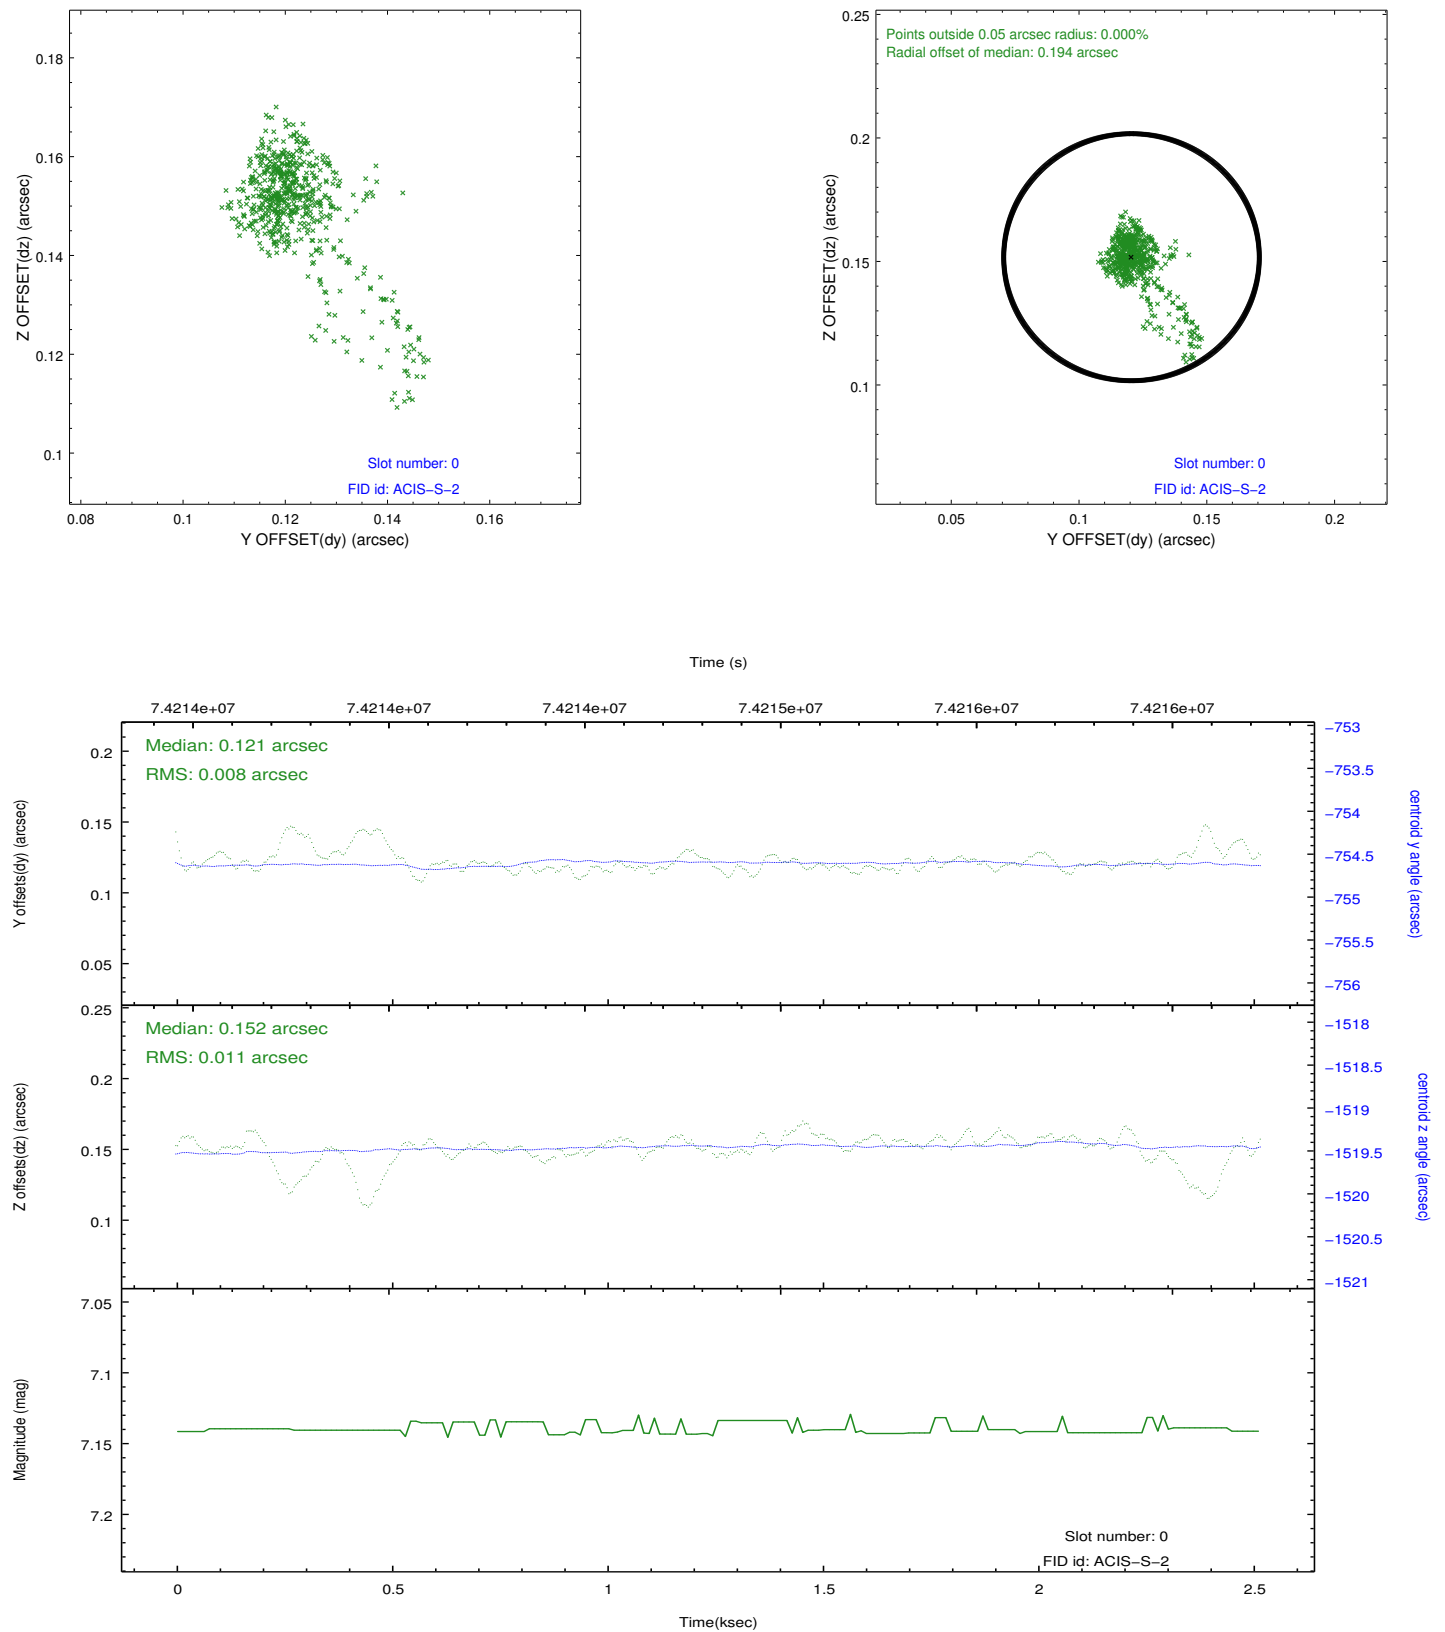 0.18
0.16
0.14
0.12
0.1
Z OFFSET(dz) (arcsec)
Slot number: 0
FID id: ACIS−S−2
0.08
0.1
0.12
0.14
0.16
Y OFFSET(dy) (arcsec)
Points outside 0.05 arcsec radius: 0.000%
Radial offset of median: 0.194 arcsec
0.25
0.2
0.15
0.1
Z OFFSET(dz) (arcsec)
Slot number: 0
FID id: ACIS−S−2
0.05
0.1
0.15
0.2
Y OFFSET(dy) (arcsec)
Time (s)
7.4214e+07
7.4214e+07
7.4214e+07
7.4215e+07
7.4216e+07
7.4216e+07
Median: 0.121 arcsec
RMS: 0.008 arcsec
0.2
0.15
0.1
0.05
Y offsets(dy) (arcsec)
−753
−753.5
−754
−754.5
−755
−755.5
−756
centroid y angle (arcsec)
Median: 0.152 arcsec
RMS: 0.011 arcsec
0.25
0.2
0.15
0.1
Z offsets(dz) (arcsec)
−1518
−1518.5
−1519
−1519.5
−1520
−1520.5
−1521
centroid z angle (arcsec)
7.05
7.1
7.15
7.2
Magnitude (mag)
Slot number: 0
FID id: ACIS−S−2
0
0.5
1
1.5
2
2.5
Time(ksec)